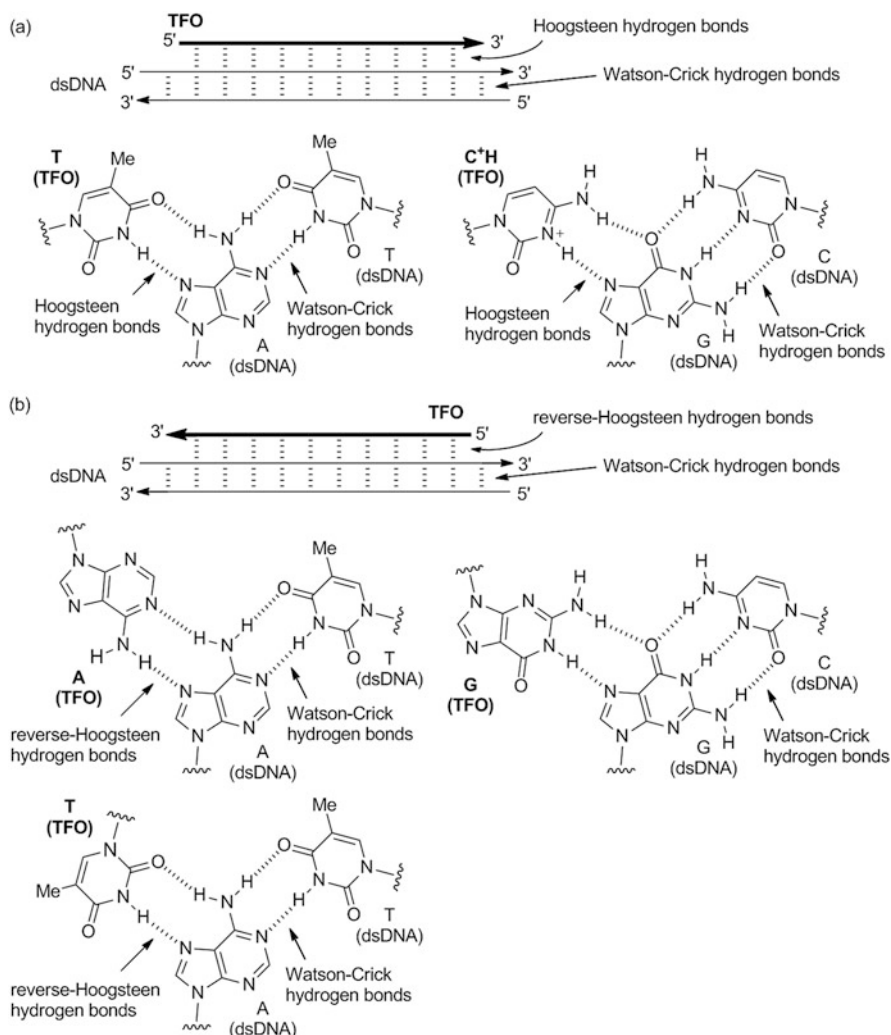 (a)
TFO
5'
3'
Hoogsteen hydrogen bonds
dsDNA
5'
3'
Watson-Crick hydrogen bonds
3'
5'
T
(TFO)
Me
O
N
N
O
H
H
H
N
Me
O
N
N
O
H
T
(dsDNA)
N
N
N
N
A
(dsDNA)
Hoogsteen
hydrogen bonds
Watson-Crick
hydrogen bonds
C+H
(TFO)
H
N
H
N
N
+
O
H
O
H
N
H
N
N
O
C
(dsDNA)
N
N
N
H
N
N
H
H
G
(dsDNA)
Hoogsteen
hydrogen bonds
Watson-Crick
hydrogen bonds
(b)
TFO
3'
5'
reverse-Hoogsteen hydrogen bonds
dsDNA
5'
3'
Watson-Crick hydrogen bonds
3'
5'
N
N
N
N
N
H
H
A
(TFO)
H
H
N
Me
O
N
N
O
H
T
(dsDNA)
N
N
N
N
A
(dsDNA)
reverse-Hoogsteen
hydrogen bonds
Watson-Crick
hydrogen bonds
N
N
N
N
H
N
H
H
O
G
(TFO)
O
H
N
H
N
N
O
C
(dsDNA)
N
N
N
H
N
N
H
H
G
(dsDNA)
Watson-Crick
hydrogen bonds
T
(TFO)
N
O
N
H
O
Me
H
H
N
Me
O
N
N
O
H
T
(dsDNA)
N
N
N
N
A
(dsDNA)
reverse-Hoogsteen
hydrogen bonds
Watson-Crick
hydrogen bonds